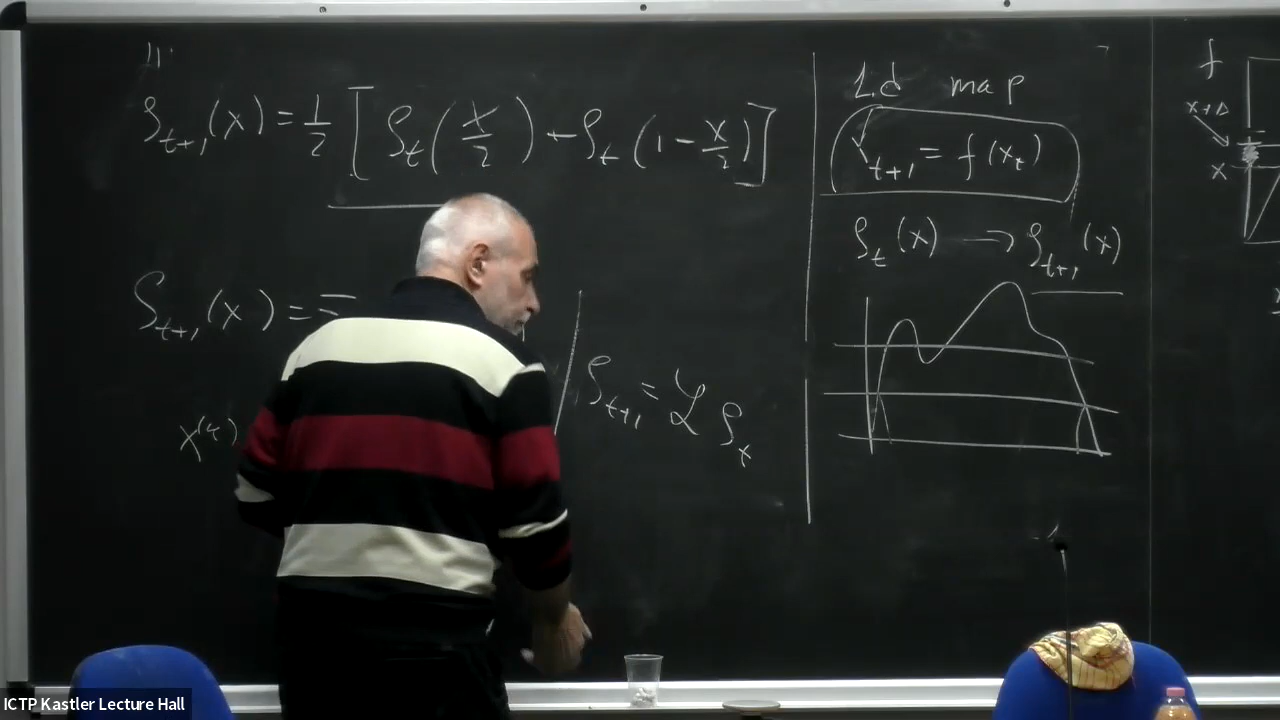 ρ_{t+1}(x) = 1/2 [ ρ_t(x/2) + ρ_t(1 - x/2) ]
ρ_{t+1}(x) =
ρ_{t+1} = ℒ ρ_t
1d map
x_{t+1} = f(x_t)
ρ_t(x) → ρ_{t+1}(x)
f
x+Δ
x
ICTP Kastler Lecture Hall